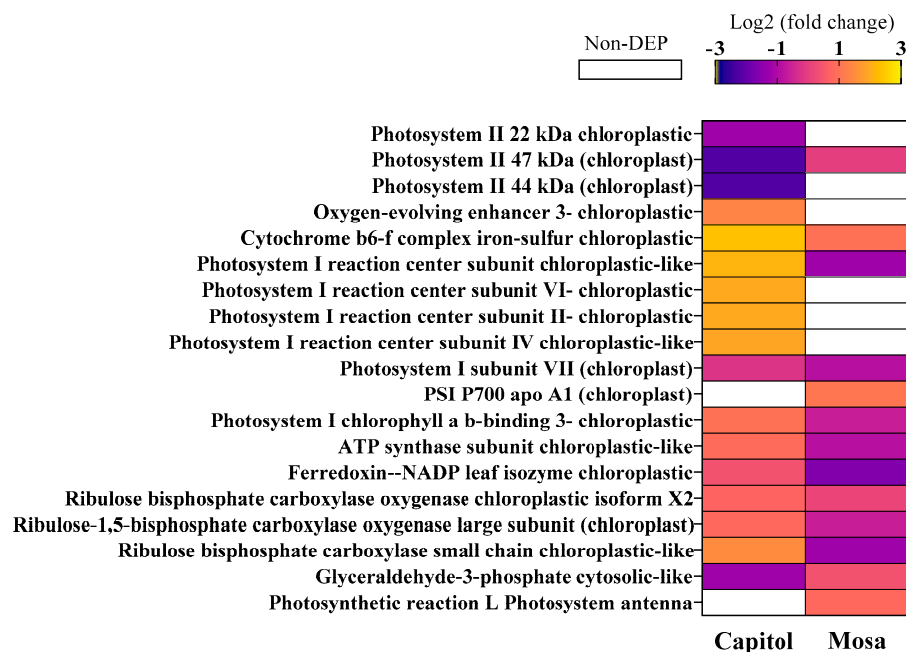 Log2 (fold change)
Non-DEP
-3 -1 1 3
Photosystem II 22 kDa chloroplastic
Photosystem II 47 kDa (chloroplast)
Photosystem II 44 kDa (chloroplast)
Oxygen-evolving enhancer 3- chloroplastic
Cytochrome b6-f complex iron-sulfur chloroplastic
Photosystem I reaction center subunit chloroplastic-like
Photosystem I reaction center subunit VI- chloroplastic
Photosystem I reaction center subunit II- chloroplastic
Photosystem I reaction center subunit IV chloroplastic-like
Photosystem I subunit VII (chloroplast)
PSI P700 apo A1 (chloroplast)
Photosystem I chlorophyll a b-binding 3- chloroplastic
ATP synthase subunit chloroplastic-like
Ferredoxin--NADP leaf isozyme chloroplastic
Ribulose bisphosphate carboxylase oxygenase chloroplastic isoform X2
Ribulose-1,5-bisphosphate carboxylase oxygenase large subunit (chloroplast)
Ribulose bisphosphate carboxylase small chain chloroplastic-like
Glyceraldehyde-3-phosphate cytosolic-like
Photosynthetic reaction L Photosystem antenna
Capitol Mosa